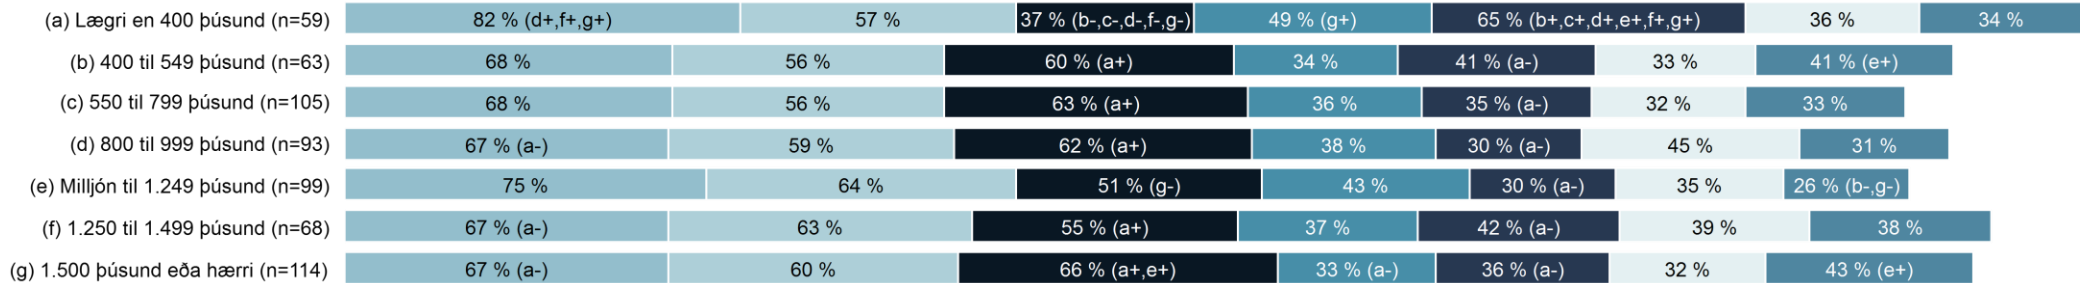 (a) Lægri en 400 þúsund (n=59) 82 % (d+,f+,g+) 57 % 37 % (b-,c-,d-,f-,g-) 49 % (g+) 65 % (b+,c+,d+,e+,f+,g+) 36 % 34 %
(b) 400 til 549 þúsund (n=63) 68 % 56 % 60 % (a+) 34 % 41 % (a-) 33 % 41 % (e+)
(c) 550 til 799 þúsund (n=105) 68 % 56 % 63 % (a+) 36 % 35 % (a-) 32 % 33 %
(d) 800 til 999 þúsund (n=93) 67 % (a-) 59 % 62 % (a+) 38 % 30 % (a-) 45 % 31 %
(e) Milljón til 1.249 þúsund (n=99) 75 % 64 % 51 % (g-) 43 % 30 % (a-) 35 % 26 % (b-,g-)
(f) 1.250 til 1.499 þúsund (n=68) 67 % (a-) 63 % 55 % (a+) 37 % 42 % (a-) 39 % 38 %
(g) 1.500 þúsund eða hærri (n=114) 67 % (a-) 60 % 66 % (a+,e+) 33 % (a-) 36 % (a-) 32 % 43 % (e+)